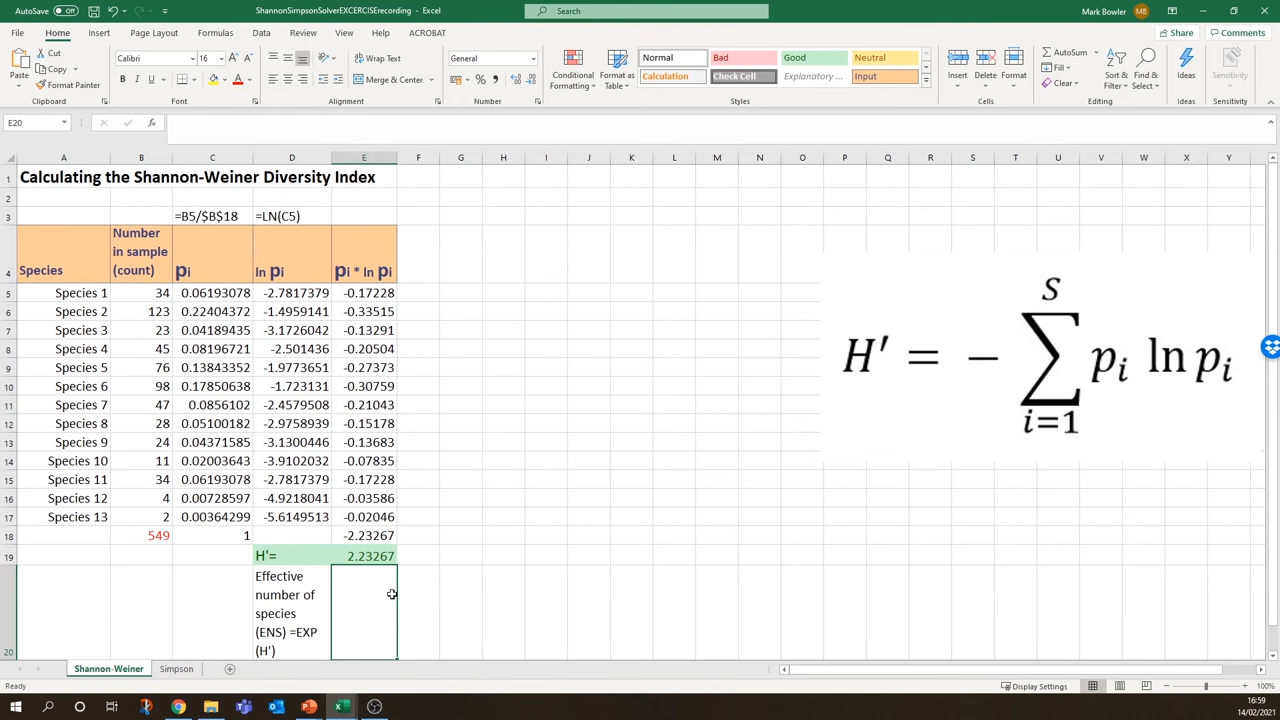 AutoSave Off ShannonSimpsonSolverEXCERCISErecording - Excel Search Mark Bowler MB
File Home Insert Draw Page Layout Formulas Data Review View Help ACROBAT Share Comments
Paste Cut Copy Format Painter Clipboard
Calibri 16 B I U A Font
Wrap Text Merge & Center Alignment
General % Number
Conditional Formatting Format as Table
Normal Bad Good Neutral
Calculation Check Cell Explanatory ... Input
Styles
Insert Delete Format Cells
AutoSum Fill Clear Sort & Filter Find & Select Editing
Ideas Ideas
Sensitivity Sensitivity
E20 fx
A B C D E F G H I J K L M N O P Q R S T U V W X Y
1 Calculating the Shannon-Weiner Diversity Index
2
3 =B5/$B$18 =LN(C5)
4 Species Number in sample (count) pi ln pi pi * ln pi
5 Species 1 34 0.06193078 -2.7817379 -0.17228
6 Species 2 123 0.22404372 -1.4959141 -0.33515
7 Species 3 23 0.04189435 -3.1726042 -0.13291
8 Species 4 45 0.08196721 -2.501436 -0.20504
9 Species 5 76 0.13843352 -1.9773651 -0.27373
10 Species 6 98 0.17850638 -1.723131 -0.30759
11 Species 7 47 0.0856102 -2.4579508 -0.21043
12 Species 8 28 0.05100182 -2.9758939 -0.15178
13 Species 9 24 0.04371585 -3.1300446 -0.13683
14 Species 10 11 0.02003643 -3.9102032 -0.07835
15 Species 11 34 0.06193078 -2.7817379 -0.17228
16 Species 12 4 0.00728597 -4.9218041 -0.03586
17 Species 13 2 0.00364299 -5.6149513 -0.02046
18 549 1 -2.23267
19 H'= 2.23267
20 Effective number of species (ENS) =EXP (H')
H' = − ∑ i=1 S pi ln pi
Shannon-Weiner Simpson
Ready Display Settings 100%
16:59
14/02/2021